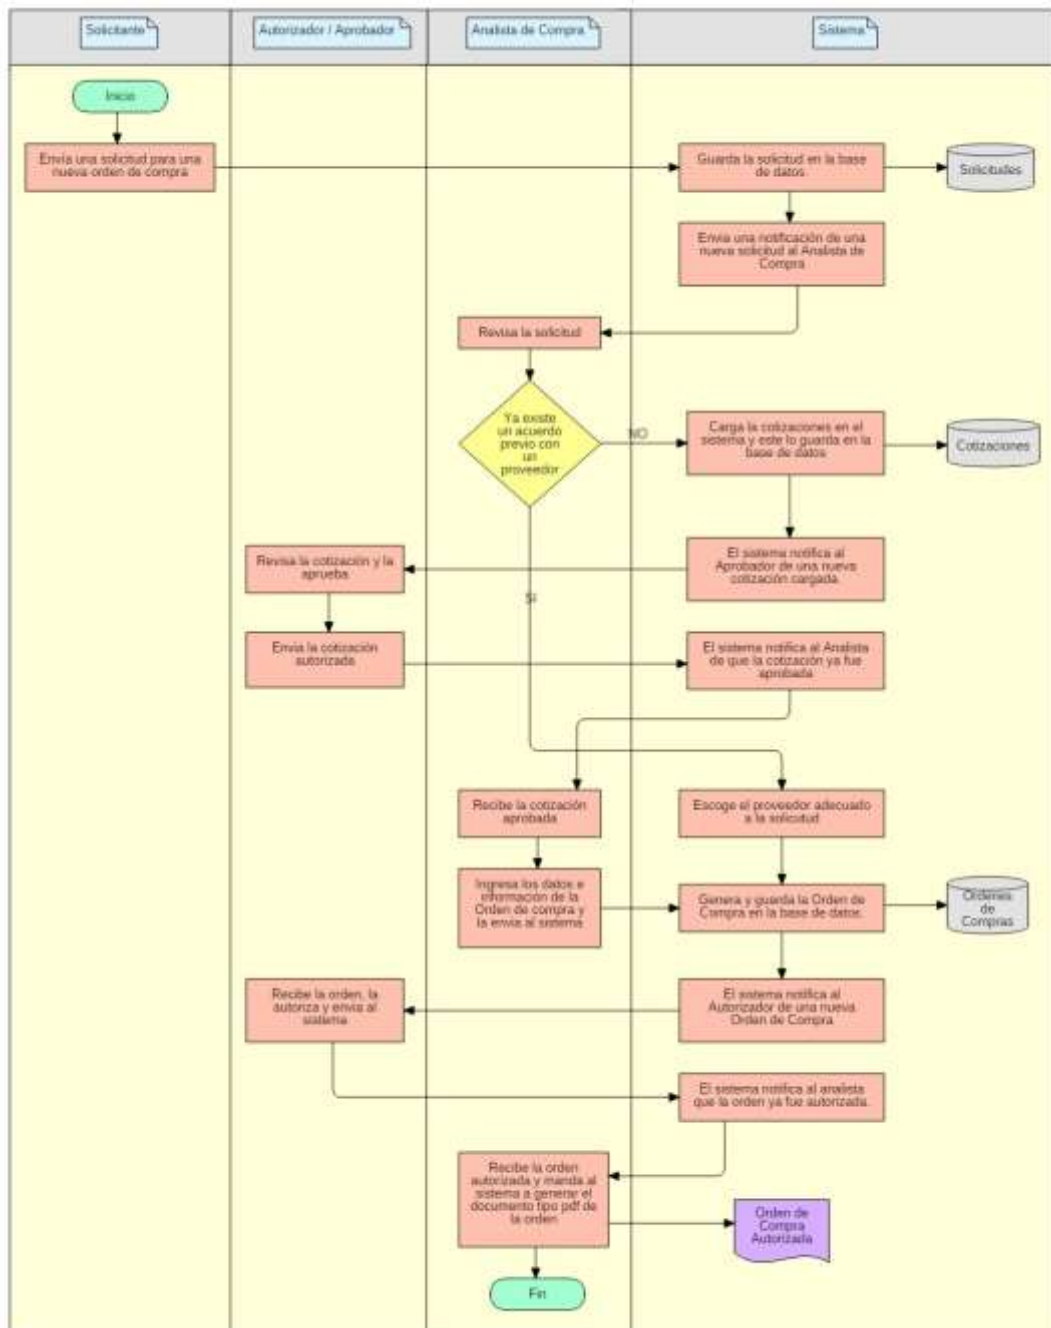 Solicitante
Autorizador / Aprobador
Analista de Compra
Sistema
Inicio
Envía una solicitud para una
nueva orden de compra
Guarda la solicitud en la base
de datos
Solicitudes
Envia una notificación de una
nueva solicitud al Analista de
Compra
Revisa la solicitud
Ya existe
un acuerdo
previo con
un
proveedor
NO
Carga la cotizaciones en el
sistema y este lo guarda en la
base de datos
Cotizaciones
Revisa la cotización y la
aprueba
El sistema notifica al
Aprobador de una nueva
cotización cargada.
SI
Envia la cotización
autorizada
El sistema notifica al Analista
de que la cotización ya fue
aprobada
Recibe la cotización
aprobada
Escoge el proveedor adecuado
a la solicutud
Ingresa los datos e
información de la
Orden de compra y
la envia al sistema
Genera y guarda la Orden de
Compra en la base de datos.
Ordenes
de
Compras
Recibe la orden, la
autoriza y envia al
sistema
El sistema notifica al
Autorizador de una nueva
Orden de Compra
El sistema notifica al analista
que la orden ya fue autorizada.
Recibe la orden
autorizada y manda al
sistema a generar el
documento tipo pdf de
la orden
Orden de
Compra
Autorizada
Fin